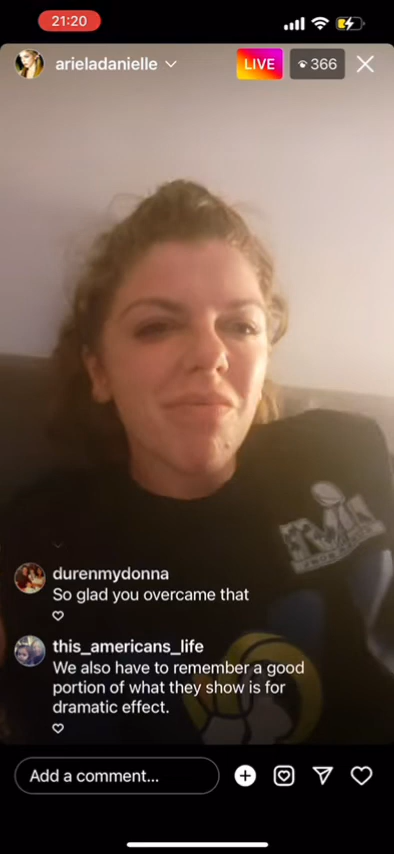 21:20
arieladanielle
LIVE
366
LVI
durenmydonna
So glad you overcame that
this_americans_life
We also have to remember a good
portion of what they show is for
dramatic effect.
Add a comment...